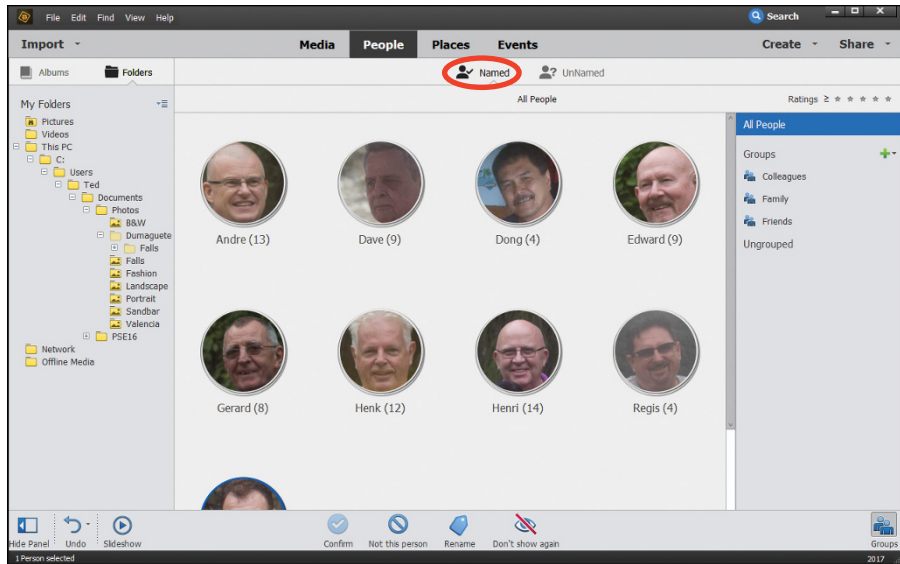 File Edit Find View Help
Search
Import
Media People Places Events
Create Share
Albums Folders
Named UnNamed
My Folders
All People
Ratings ≥
Pictures
Videos
This PC
C:
Users
Ted
Documents
Photos
B&W
Dumaguete
Falls
Falls
Fashion
Landscape
Portrait
Sandbar
Valencia
PSE16
Network
Offline Media
Andre (13) Dave (9) Dong (4) Edward (9)
Gerard (8) Henk (12) Henri (14) Regis (4)
All People
Groups
Colleagues
Family
Friends
Ungrouped
Hide Panel Undo Slideshow Confirm Not this person Rename Don't show again Groups
1 Person selected 2017